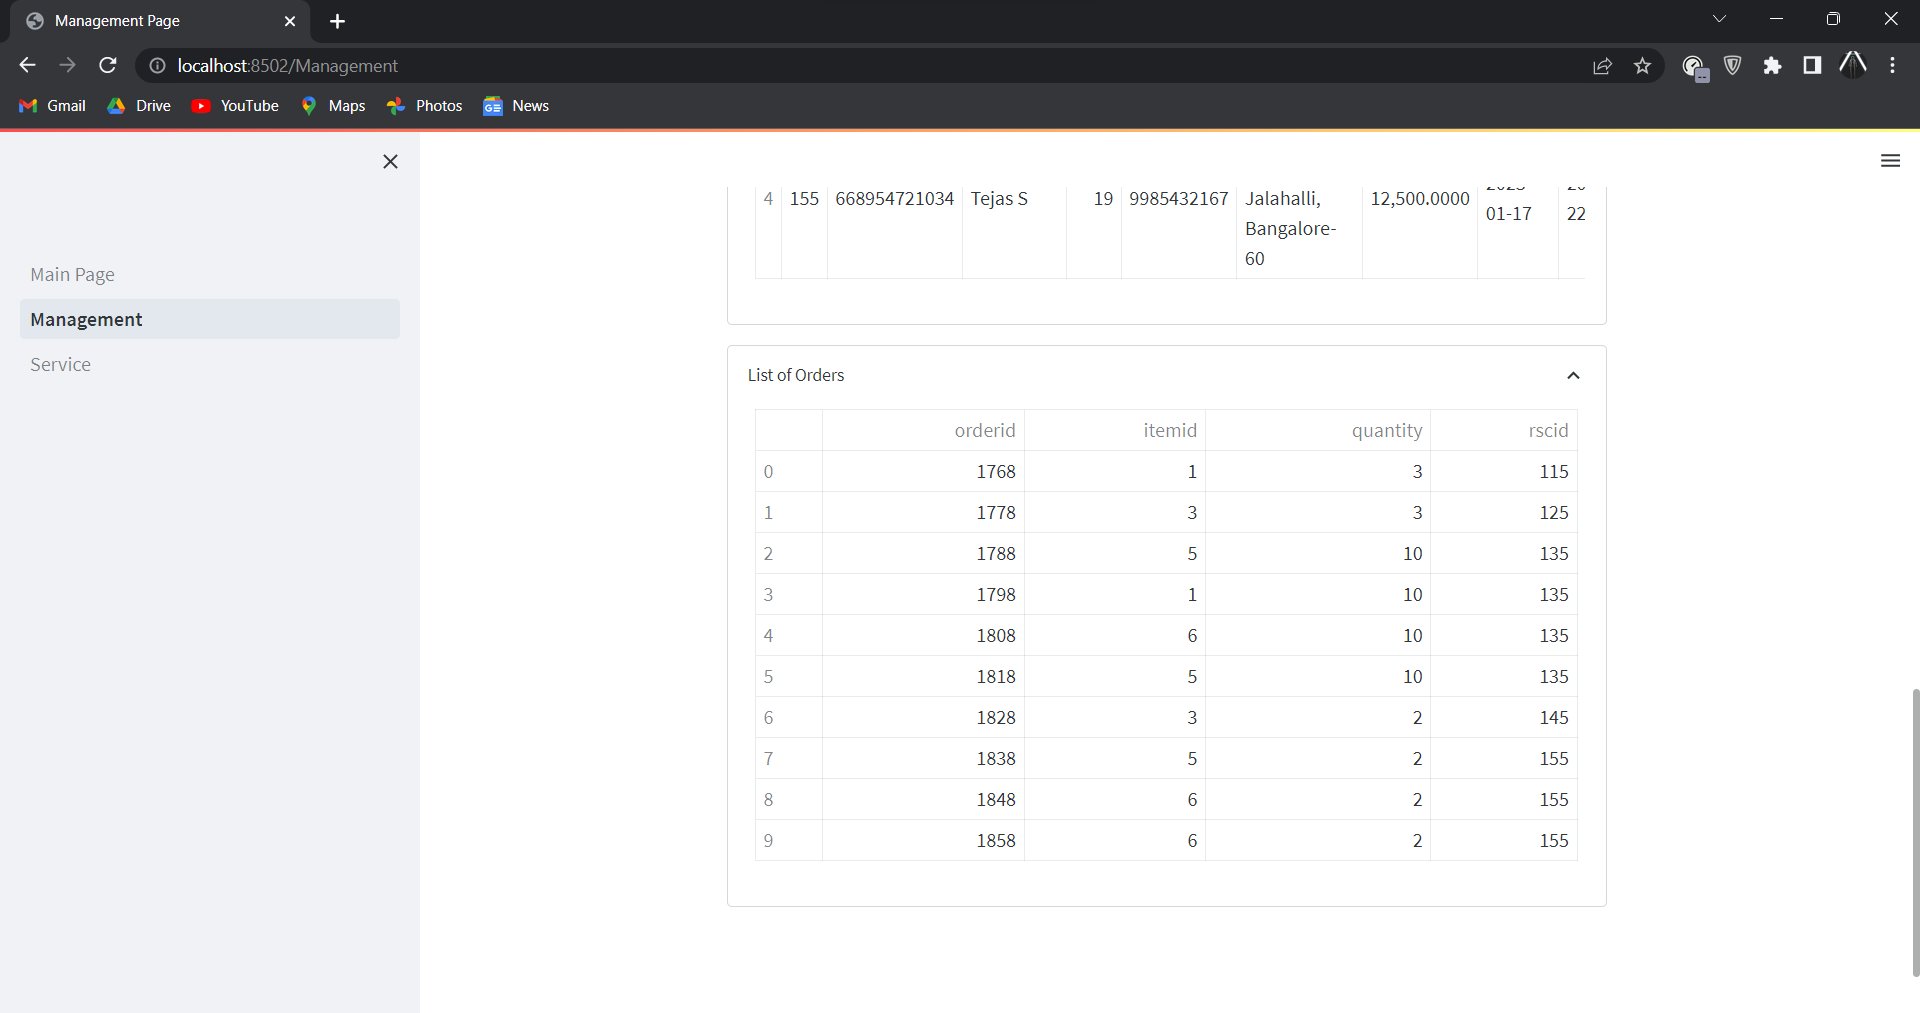 Management Page
localhost:8502/Management
Gmail Drive YouTube Maps Photos News
Main Page
Management
Service
4 155 668954721034 Tejas S 19 9985432167 Jalahalli, 12,500.0000
01-17 22
Bangalore-
60
List of Orders
orderid itemid quantity rscid
0 1768 1 3 115
1 1778 3 3 125
2 1788 5 10 135
3 1798 1 10 135
4 1808 6 10 135
5 1818 5 10 135
6 1828 3 2 145
7 1838 5 2 155
8 1848 6 2 155
9 1858 6 2 155